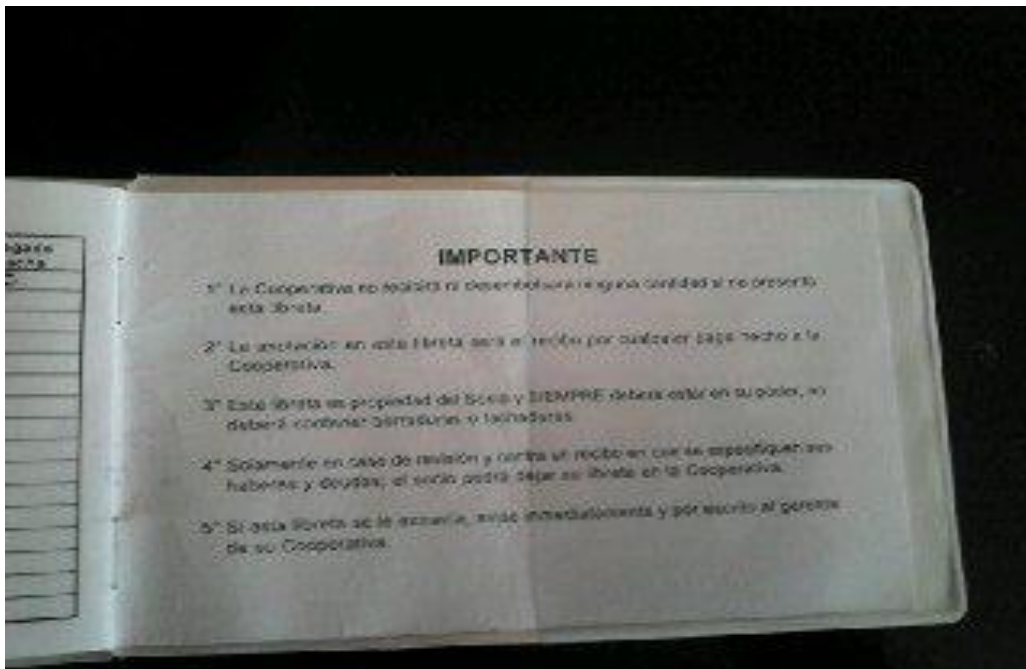 IMPORTANTE
1° La Cooperativa no recibirá ni desembolsará ninguna cantidad si no presenta
esta libreta.
2° La anotación en esta libreta será el recibo por cualquier pago hecho a la
Cooperativa.
3° Esta libreta es propiedad del Socio y SIEMPRE deberá estar en su poder, no
deberá contener borraduras o tachaduras.
4° Solamente en caso de revisión y contra un recibo en que se especifiquen sus
haberes y deudas, el socio podrá dejar su libreta en la Cooperativa.
5° Si esta libreta se le extravía, avise inmediatamente y por escrito al gerente
de su Cooperativa.